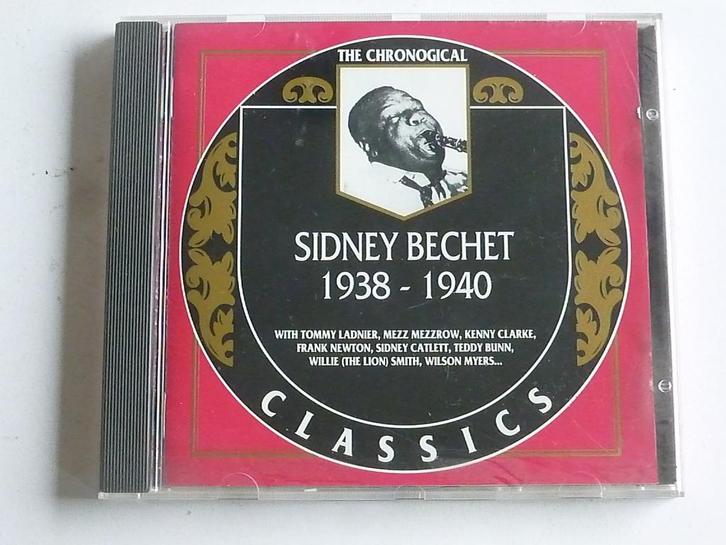 THE CHRONOGICAL
SIDNEY BECHET
1938 - 1940
WITH TOMMY LADNIER, MEZZ MEZZROW, KENNY CLARKE,
FRANK NEWTON, SIDNEY CATLETT, TEDDY BUNN,
WILLIE (THE LION) SMITH, WILSON MYERS...
CLASSICS